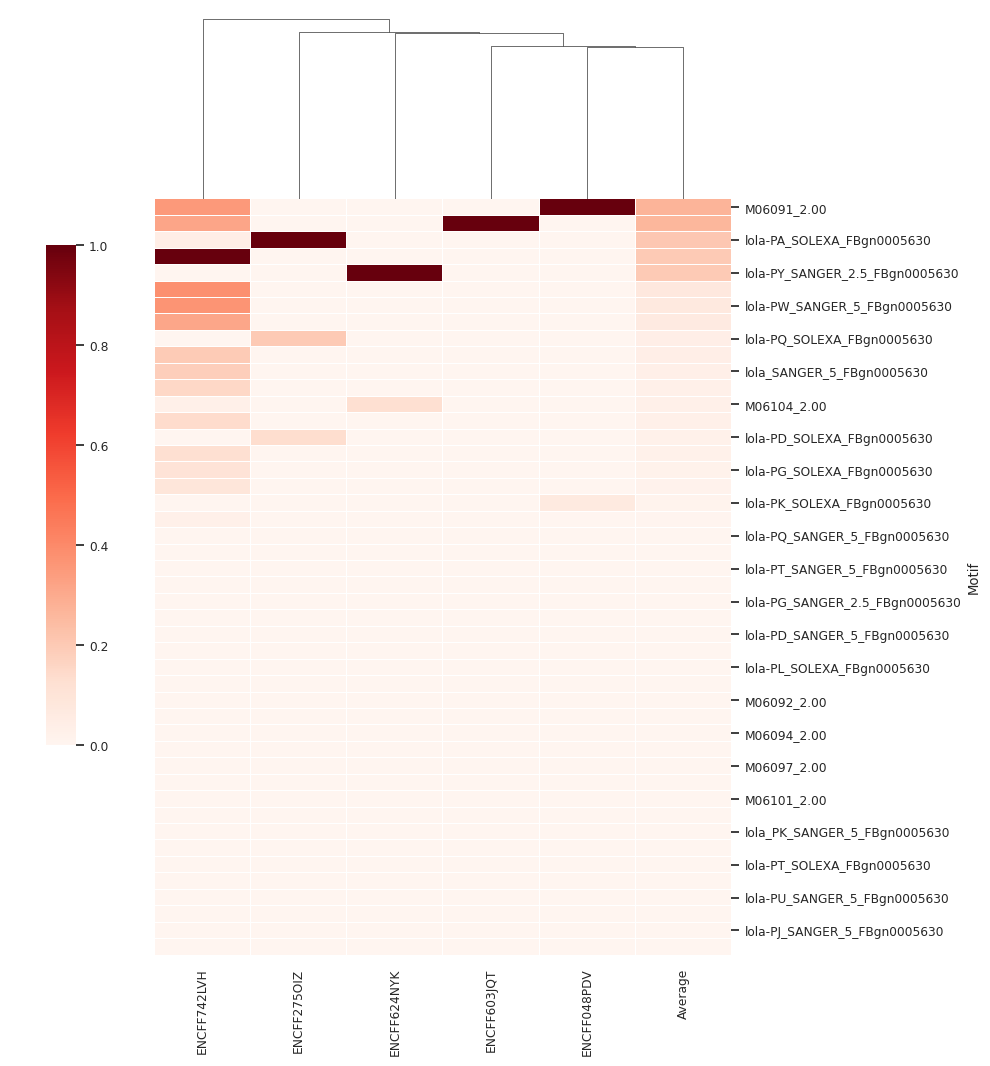 M06091_2.00
lola-PA_SOLEXA_FBgn0005630
lola-PY_SANGER_2.5_FBgn0005630
lola-PW_SANGER_5_FBgn0005630
lola-PQ_SOLEXA_FBgn0005630
lola_SANGER_5_FBgn0005630
M06104_2.00
lola-PD_SOLEXA_FBgn0005630
lola-PG_SOLEXA_FBgn0005630
lola-PK_SOLEXA_FBgn0005630
lola-PQ_SANGER_5_FBgn0005630
lola-PT_SANGER_5_FBgn0005630
lola-PG_SANGER_2.5_FBgn0005630
lola-PD_SANGER_5_FBgn0005630
lola-PL_SOLEXA_FBgn0005630
M06092_2.00
M06094_2.00
M06097_2.00
M06101_2.00
lola_PK_SANGER_5_FBgn0005630
lola-PT_SOLEXA_FBgn0005630
lola-PU_SANGER_5_FBgn0005630
lola-PJ_SANGER_5_FBgn0005630
Motif
1.0
0.8
0.6
0.4
0.2
0.0
ENCFF742LVH
ENCFF275OIZ
ENCFF624NYK
ENCFF603JQT
ENCFF048PDV
Average